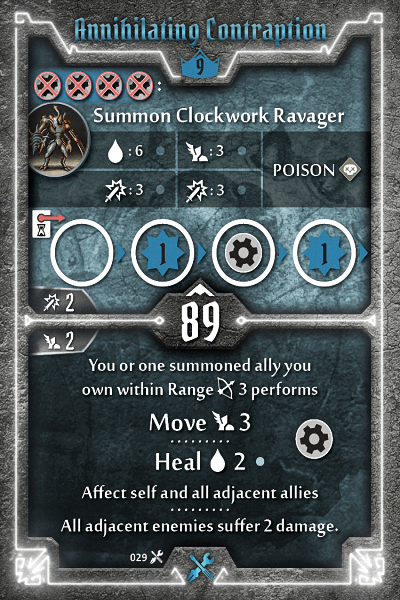 Annihilating Contraption
9
:
Summon Clockwork Ravager
: 6 : 3
POISON
: 3 : 3
1 1
2
89
2
You or one summoned ally you
own within Range 3 performs
Move 3
Heal 2
Affect self and all adjacent allies
All adjacent enemies suffer 2 damage.
029